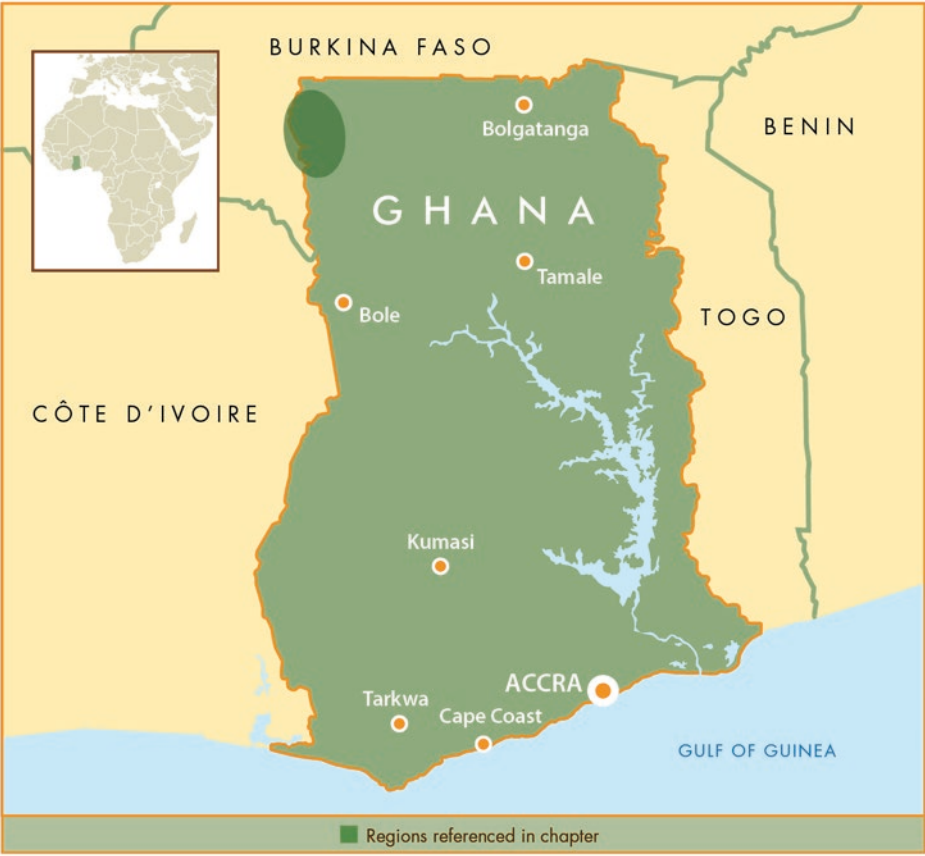 BURKINA FASO
BENIN
Bolgatanga
GHANA
Tamale
Bole
TOGO
CÔTE D'IVOIRE
Kumasi
ACCRA
Tarkwa
Cape Coast
GULF OF GUINEA
Regions referenced in chapter